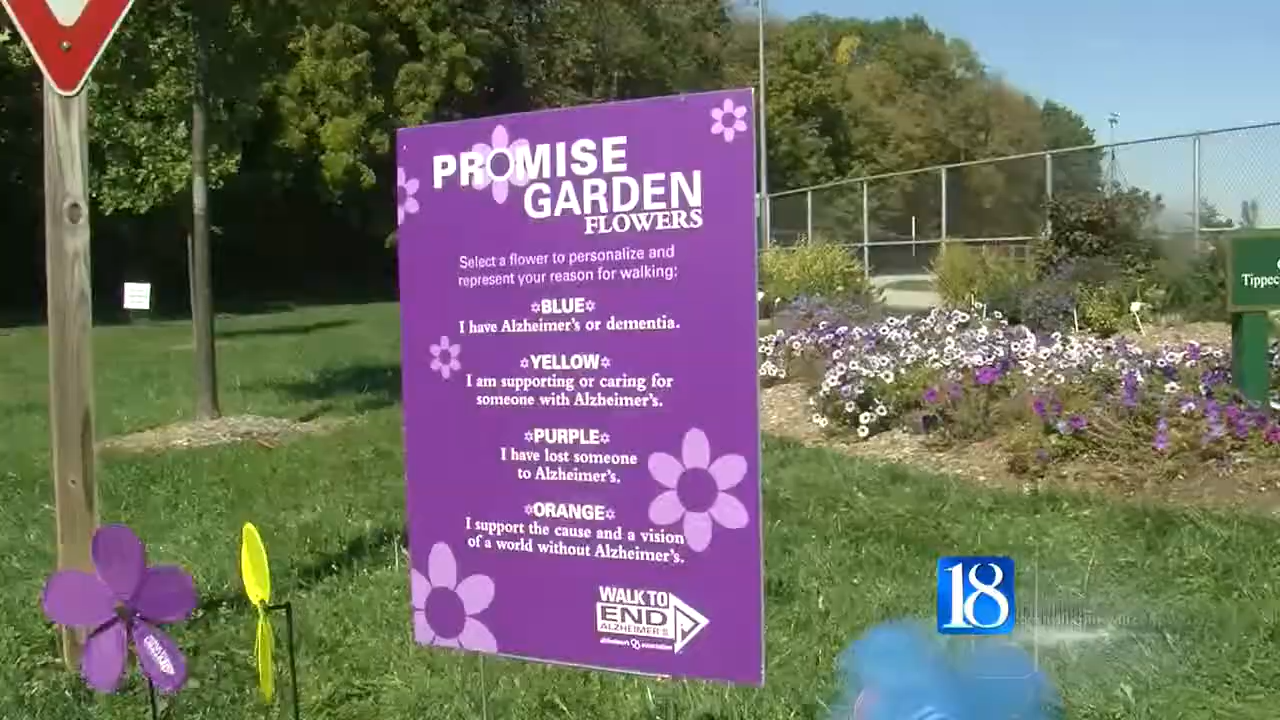 PROMISE
GARDEN
FLOWERS
Select a flower to personalize and
represent your reason for walking:
BLUE
I have Alzheimer's or dementia.
YELLOW
I am supporting or caring for
someone with Alzheimer's.
PURPLE
I have lost someone
to Alzheimer's.
ORANGE
I support the cause and a vision
of a world without Alzheimer's.
WALK TO
END
ALZHEIMER'S
alzheimer's association
Tippec
18